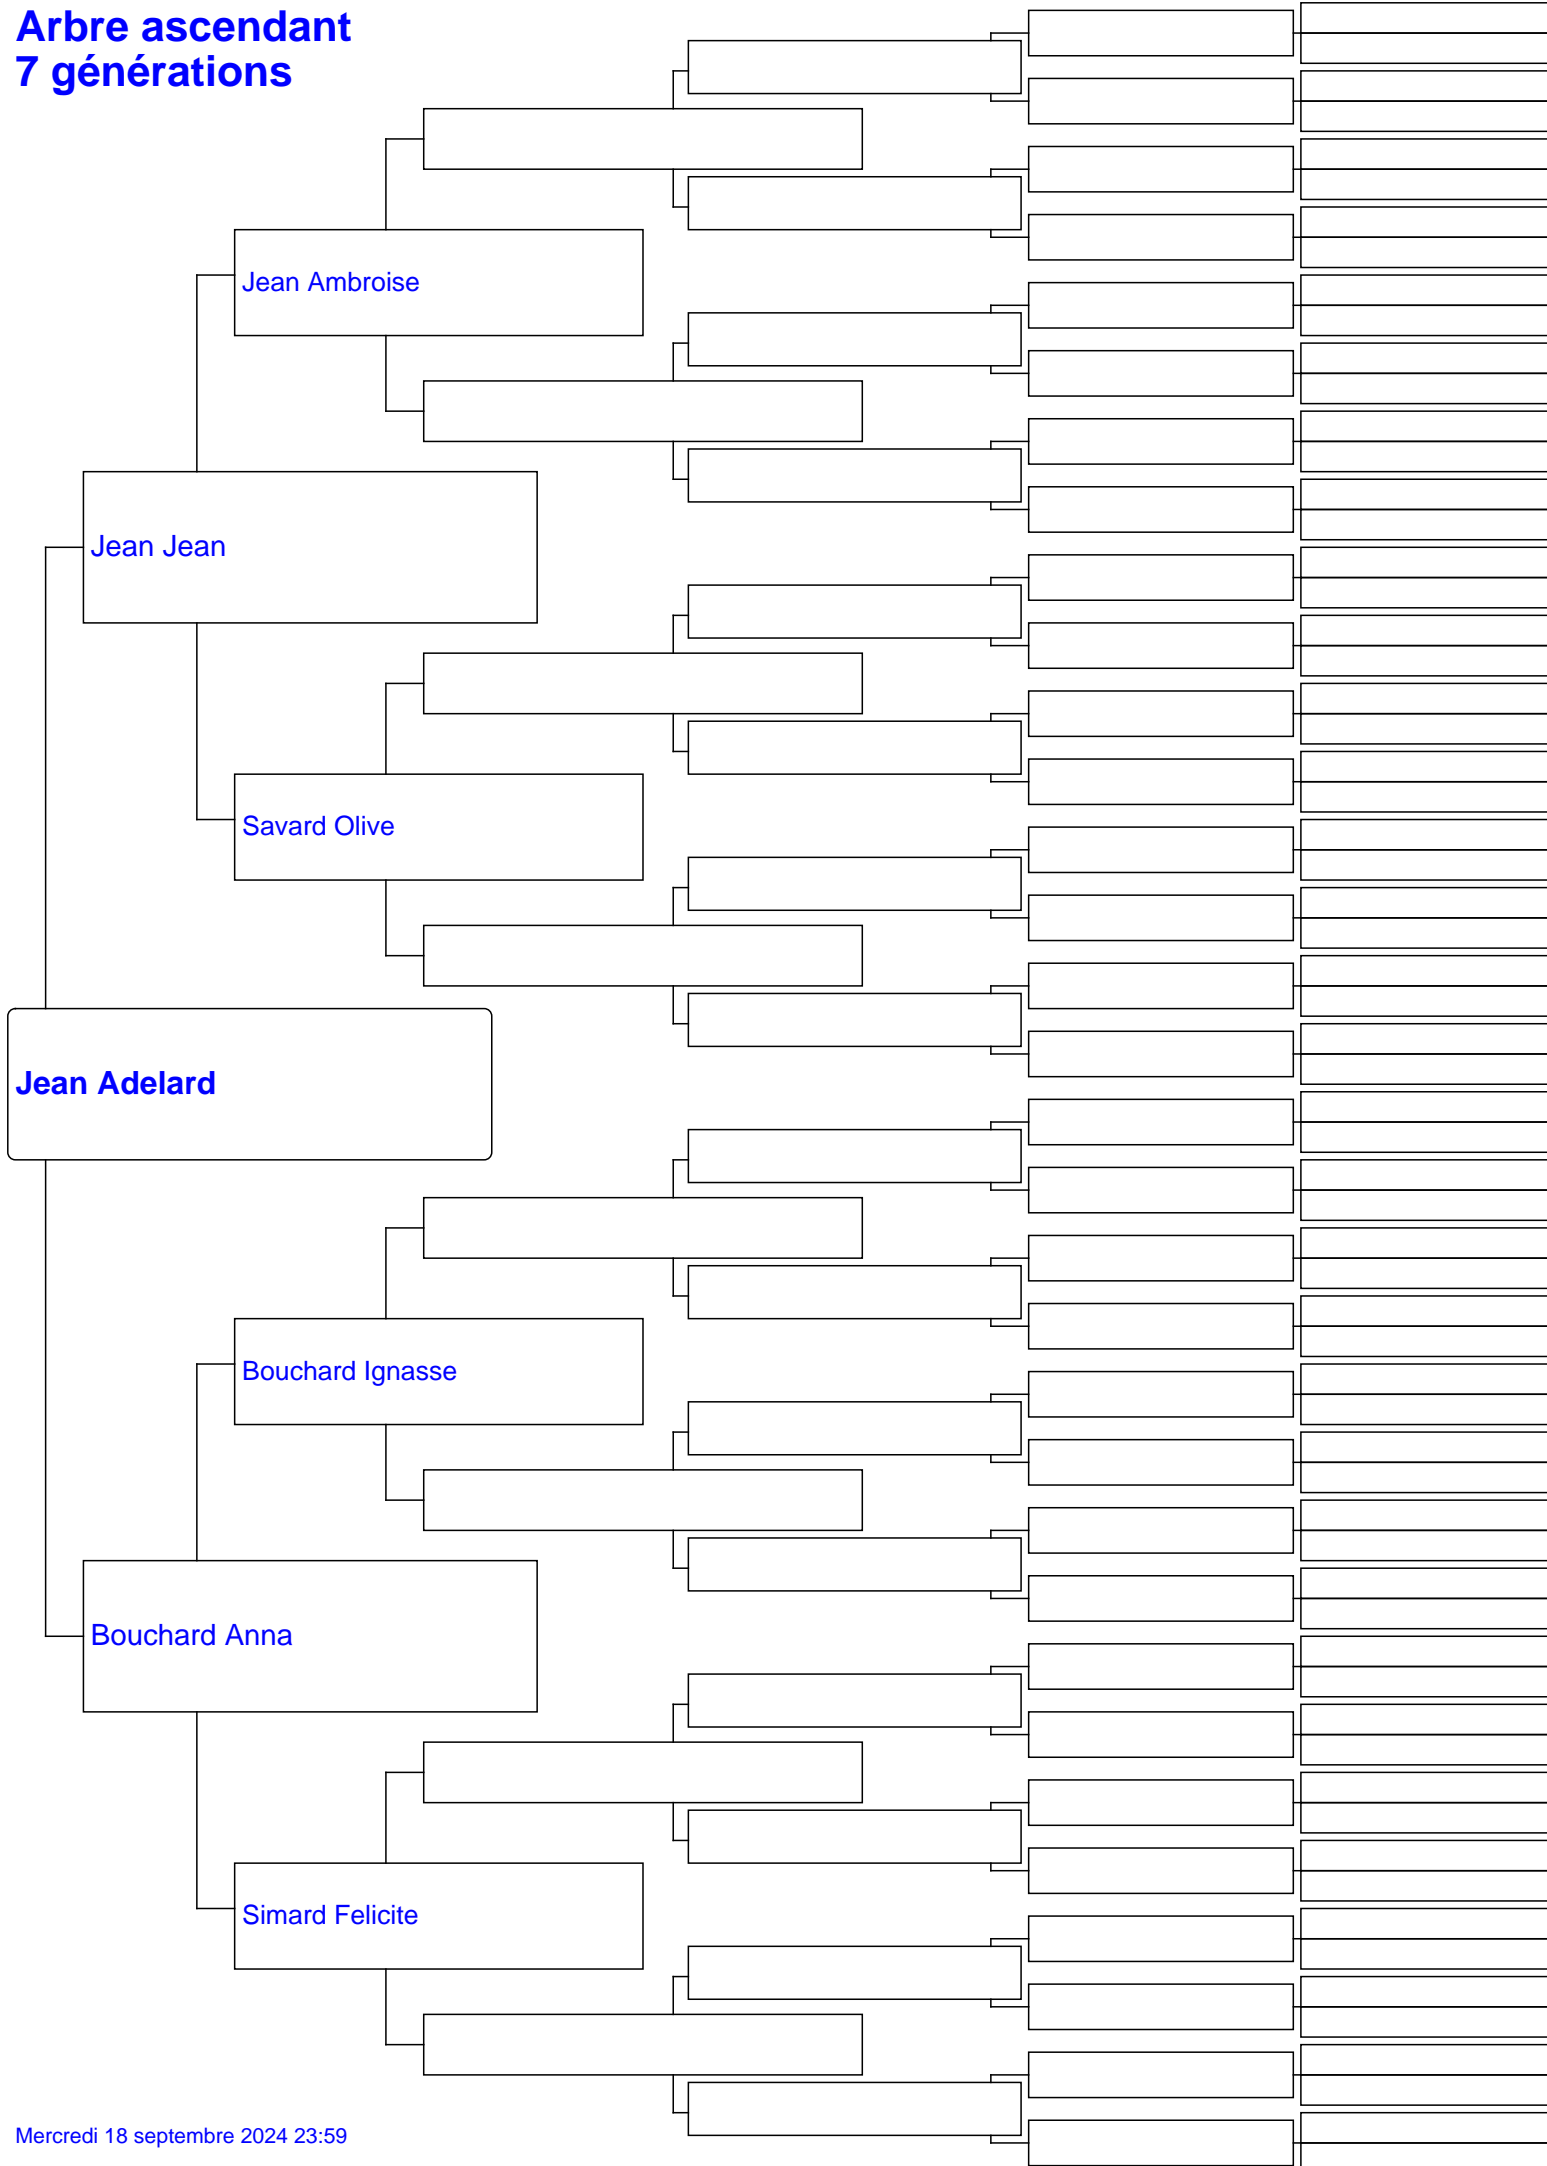 Arbre ascendant
7 générations
Jean Ambroise
Jean Jean
Savard Olive
Jean Adelard
Bouchard Ignasse
Bouchard Anna
Simard Felicite
Mercredi 18 septembre 2024 23:59